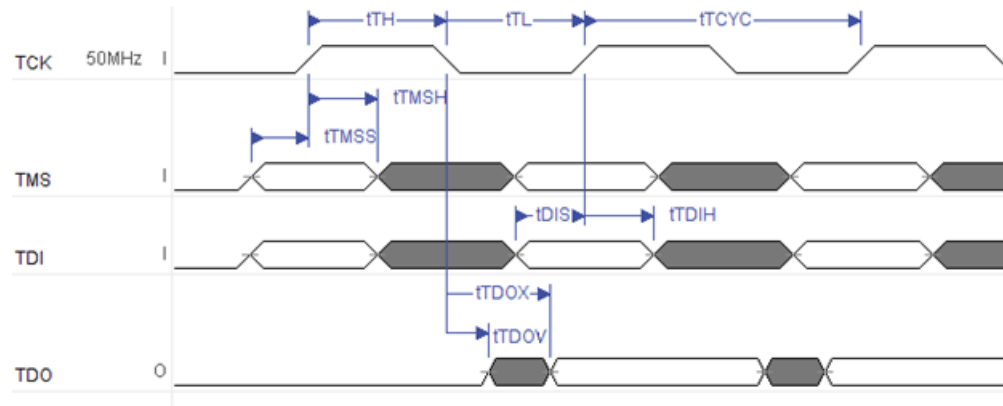 tTH tTL tTCYC
TCK 50MHz I
tTMSH
tTMSS
TMS I
tDIS tTDIH
TDI I
tTDOX
tTDOV
TDO O